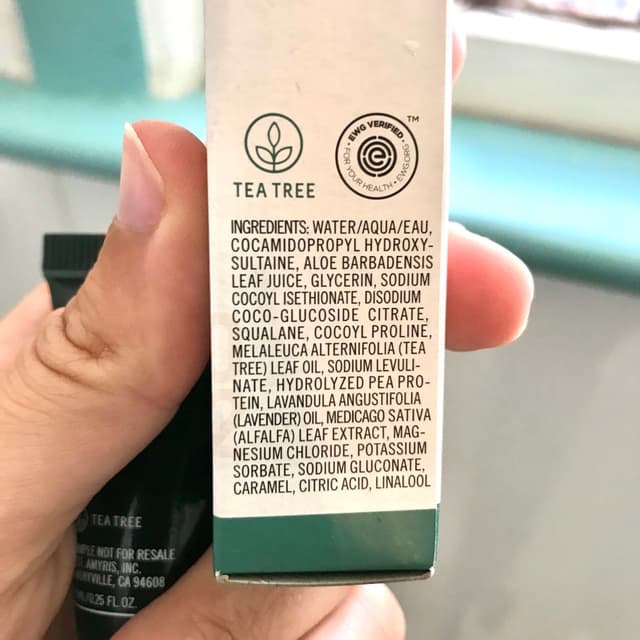 EWG VERIFIED
TM
FOR YOUR HEALTH • EWG.ORG
TEA TREE
INGREDIENTS: WATER/AQUA/EAU,
COCAMIDOPROPYL HYDROXY-
SULTAINE, ALOE BARBADENSIS
LEAF JUICE, GLYCERIN, SODIUM
COCOYL ISETHIONATE, DISODIUM
COCO-GLUCOSIDE CITRATE,
SQUALANE, COCOYL PROLINE,
MELALEUCA ALTERNIFOLIA (TEA
TREE) LEAF OIL, SODIUM LEVULI-
NATE, HYDROLYZED PEA PRO-
TEIN, LAVANDULA ANGUSTIFOLIA
(LAVENDER) OIL, MEDICAGO SATIVA
(ALFALFA) LEAF EXTRACT, MAG-
NESIUM CHLORIDE, POTASSIUM
SORBATE, SODIUM GLUCONATE,
CARAMEL, CITRIC ACID, LINALOOL
TEA TREE
NOT FOR RESALE
AMYRIS, INC.
CA 94608
0.25 FL. OZ.